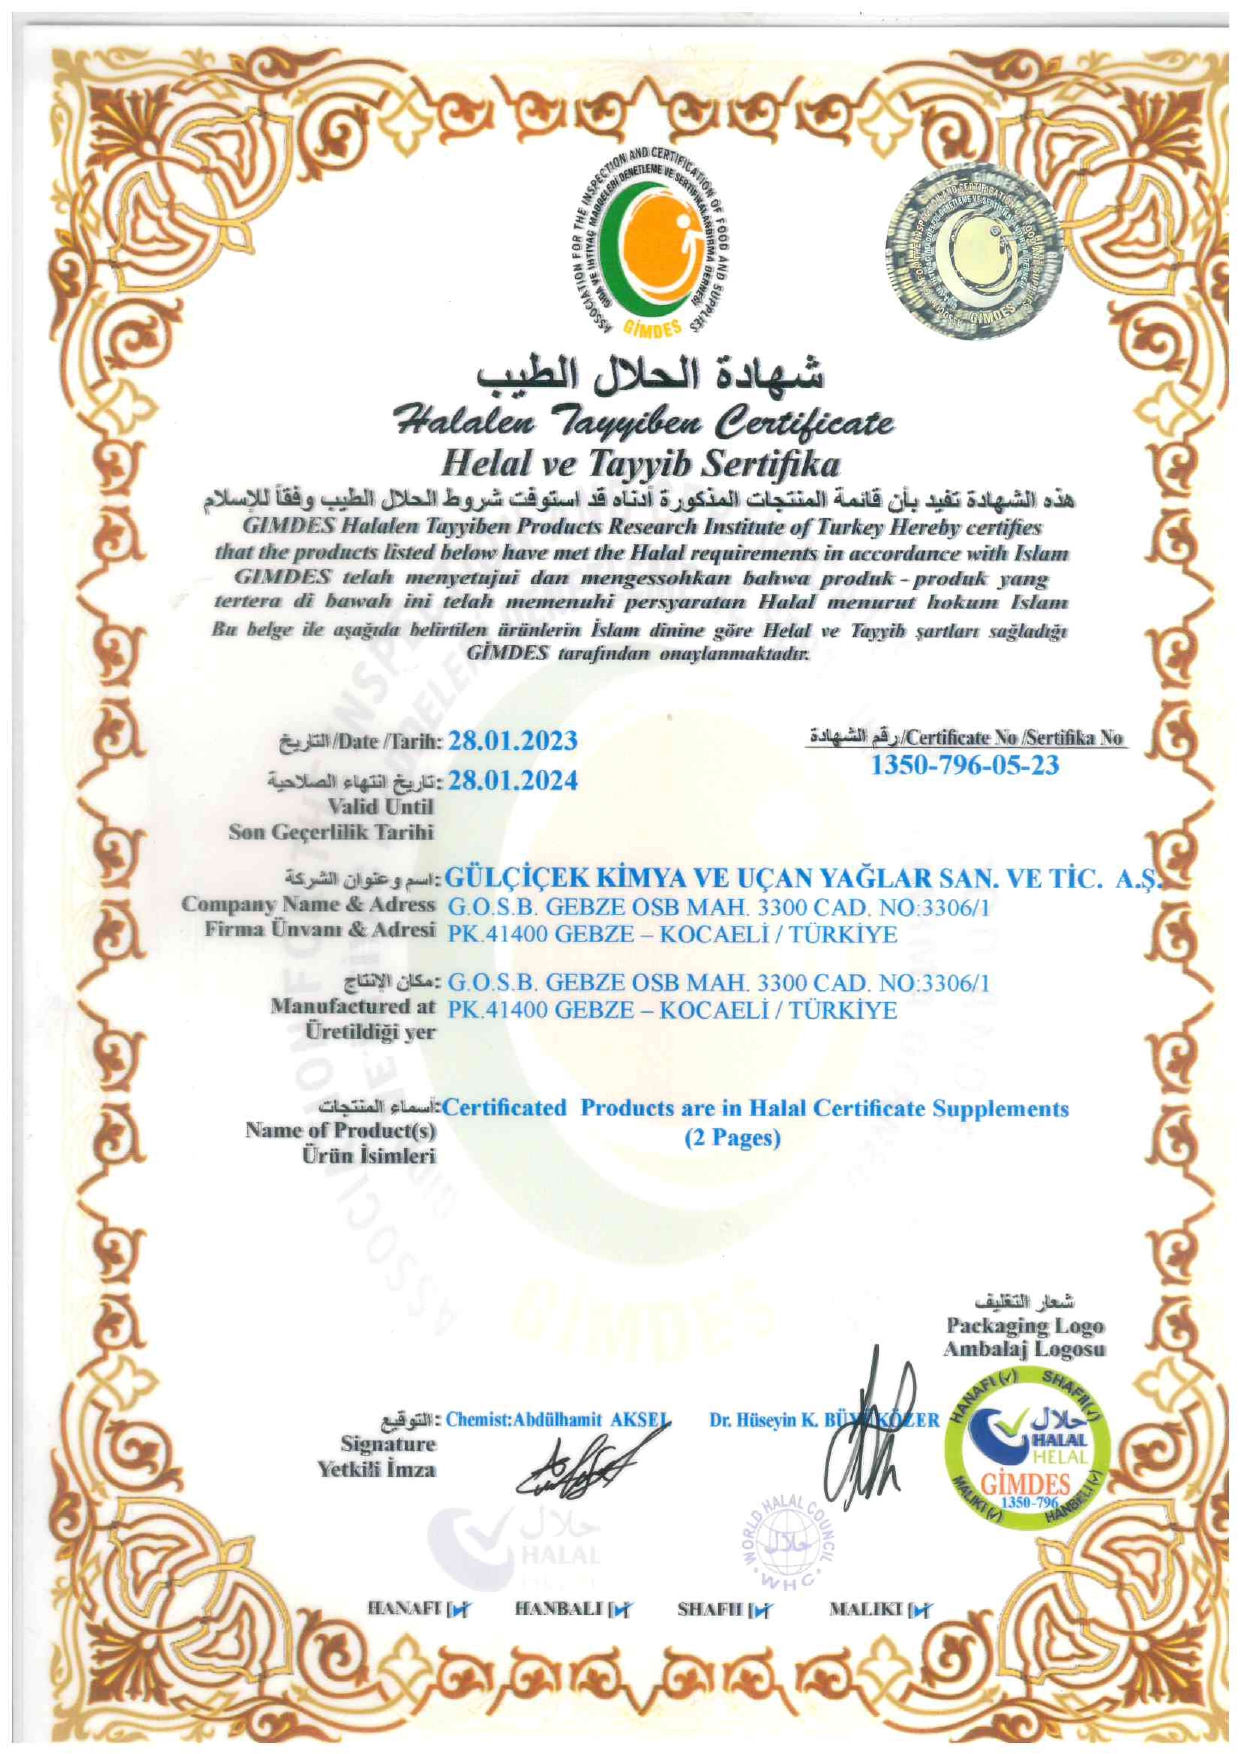 ASSOCIATION FOR THE INSPECTION AND CERTIFICATION OF FOOD AND SUPPLIES
GIDA VE İHTİYAÇ MADDELERİ DENETLEME VE SERTİFİKALANDIRMA DERNEĞİ
GİMDES
شهادة الحلال الطيب
Halalen Tayyiben Certificate
Helal ve Tayyib Sertifika
هذه الشهادة تفيد بأن قائمة المنتجات المذكورة أدناه قد استوفت شروط الحلال الطيب وفقاً للإسلام
GIMDES Halalen Tayyiben Products Research Institute of Turkey Hereby certifies
that the products listed below have met the Halal requirements in accordance with Islam
GIMDES telah menyetujui dan mengessohkan bahwa produk - produk yang
tertera di bawah ini telah memenuhi persyaratan Halal menurut hokum Islam
Bu belge ile aşağıda belirtilen ürünlerin İslam dinine göre Helal ve Tayyib şartları sağladığı
GİMDES tarafından onaylanmaktadır.
التاريخ/Date /Tarih: 28.01.2023
رقم الشهادة/Certificate No /Sertifika No
1350-796-05-23
تاريخ انتهاء الصلاحية: 28.01.2024
Valid Until
Son Geçerlilik Tarihi
اسم و عنوان الشركة: GÜLÇİÇEK KİMYA VE UÇAN YAĞLAR SAN. VE TİC. A.Ş.
Company Name & Adress G.O.S.B. GEBZE OSB MAH. 3300 CAD. NO:3306/1
Firma Ünvanı & Adresi PK.41400 GEBZE – KOCAELİ / TÜRKİYE
مكان الإنتاج: G.O.S.B. GEBZE OSB MAH. 3300 CAD. NO:3306/1
Manufactured at PK.41400 GEBZE – KOCAELİ / TÜRKİYE
Üretildiği yer
أسماء المنتجات: Certificated Products are in Halal Certificate Supplements
Name of Product(s) (2 Pages)
Ürün İsimleri
شعار التغليف
Packaging Logo
Ambalaj Logosu
التوقيع: Chemist:Abdülhamit AKSEL Dr. Hüseyin K. BÜYÜKÖZER
Signature
Yetkili İmza
HANAFI (✓) SHAFII (✓)
حلال
HALAL
HELAL
GİMDES
1350-796
MALIKI (✓) HANBELI (✓)
حلال
HALAL
HELAL
WORLD HALAL COUNCIL
حلال
WHC
HANAFI [✓] HANBALI [✓] SHAFII [✓] MALIKI [✓]